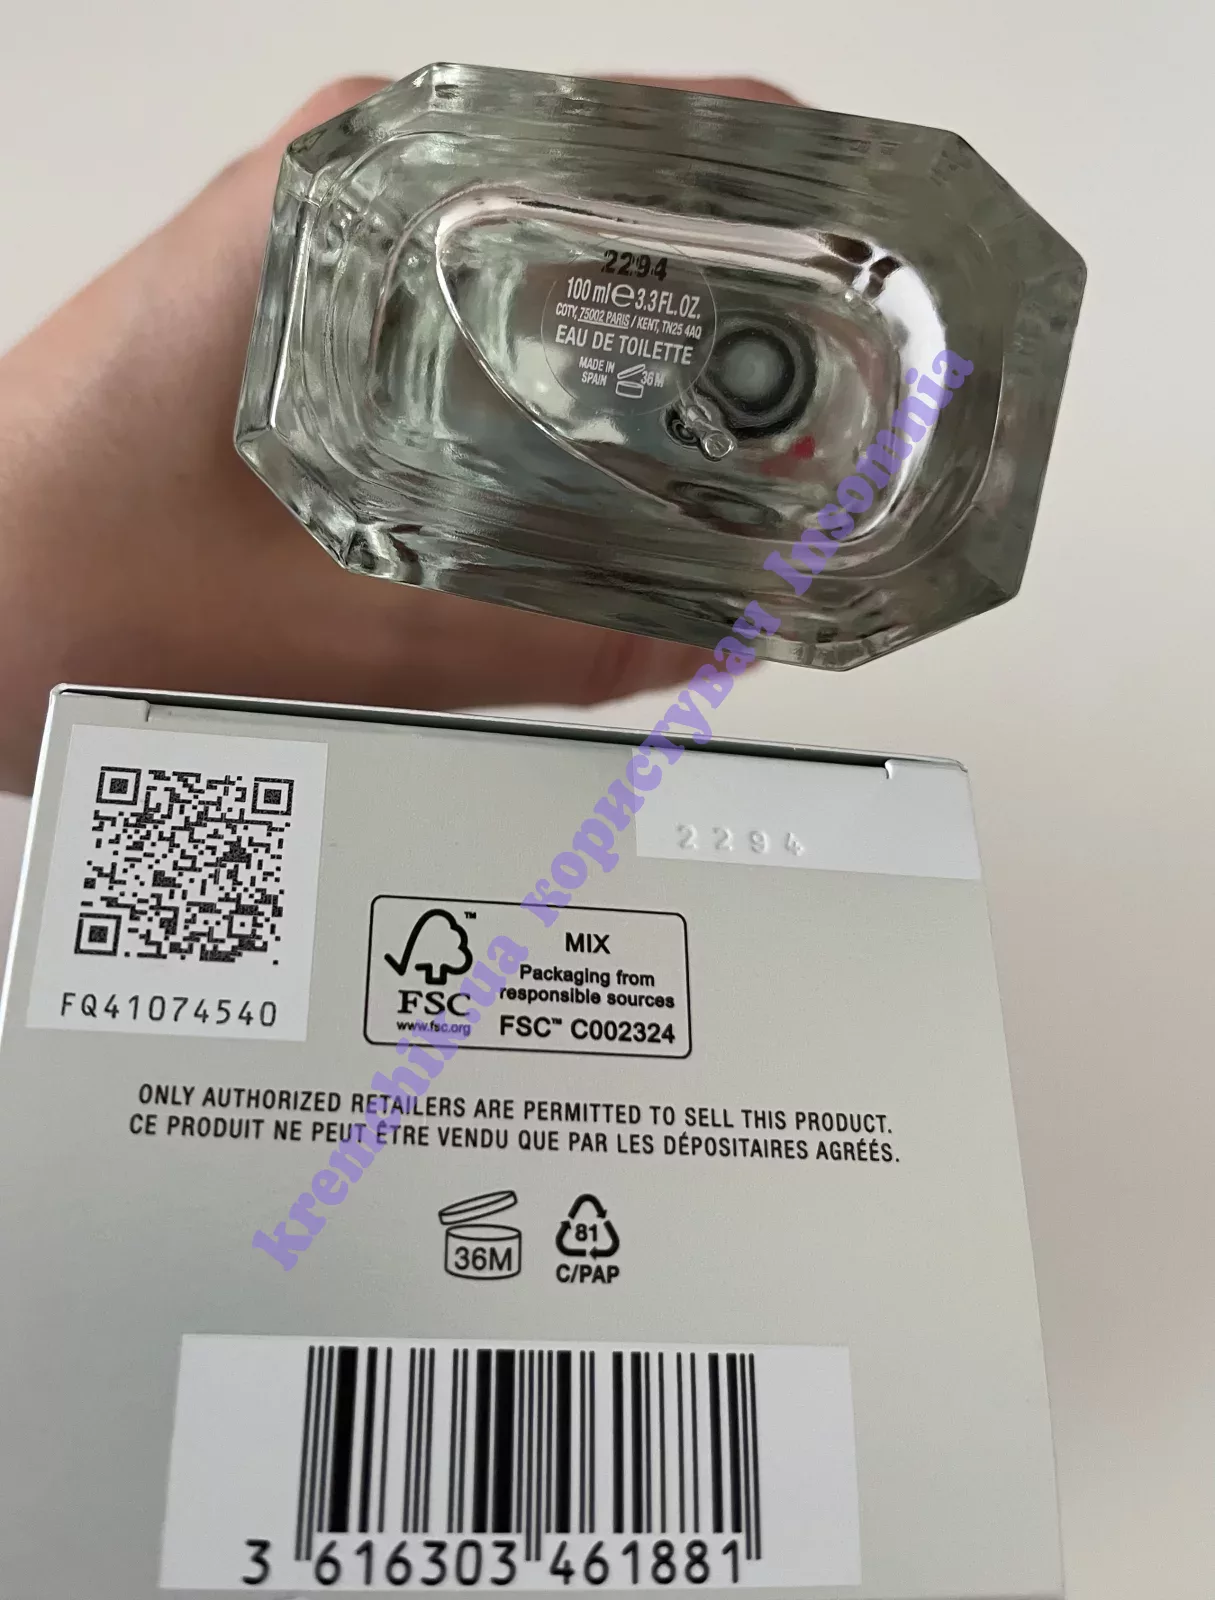 2294
100 ml e 3.3 FL.OZ.
COTY, 75002 PARIS / KENT, TN25 4AQ
EAU DE TOILETTE
MADE IN
SPAIN
36M
2294
FQ41074540
FSC™
www.fsc.org
MIX
Packaging from
responsible sources
FSC™ C002324
ONLY AUTHORIZED RETAILERS ARE PERMITTED TO SELL THIS PRODUCT.
CE PRODUIT NE PEUT ÊTRE VENDU QUE PAR LES DÉPOSITAIRES AGRÉÉS.
36M
81
C/PAP
3 616303 461881
kremchik.ua користувач Insomnia